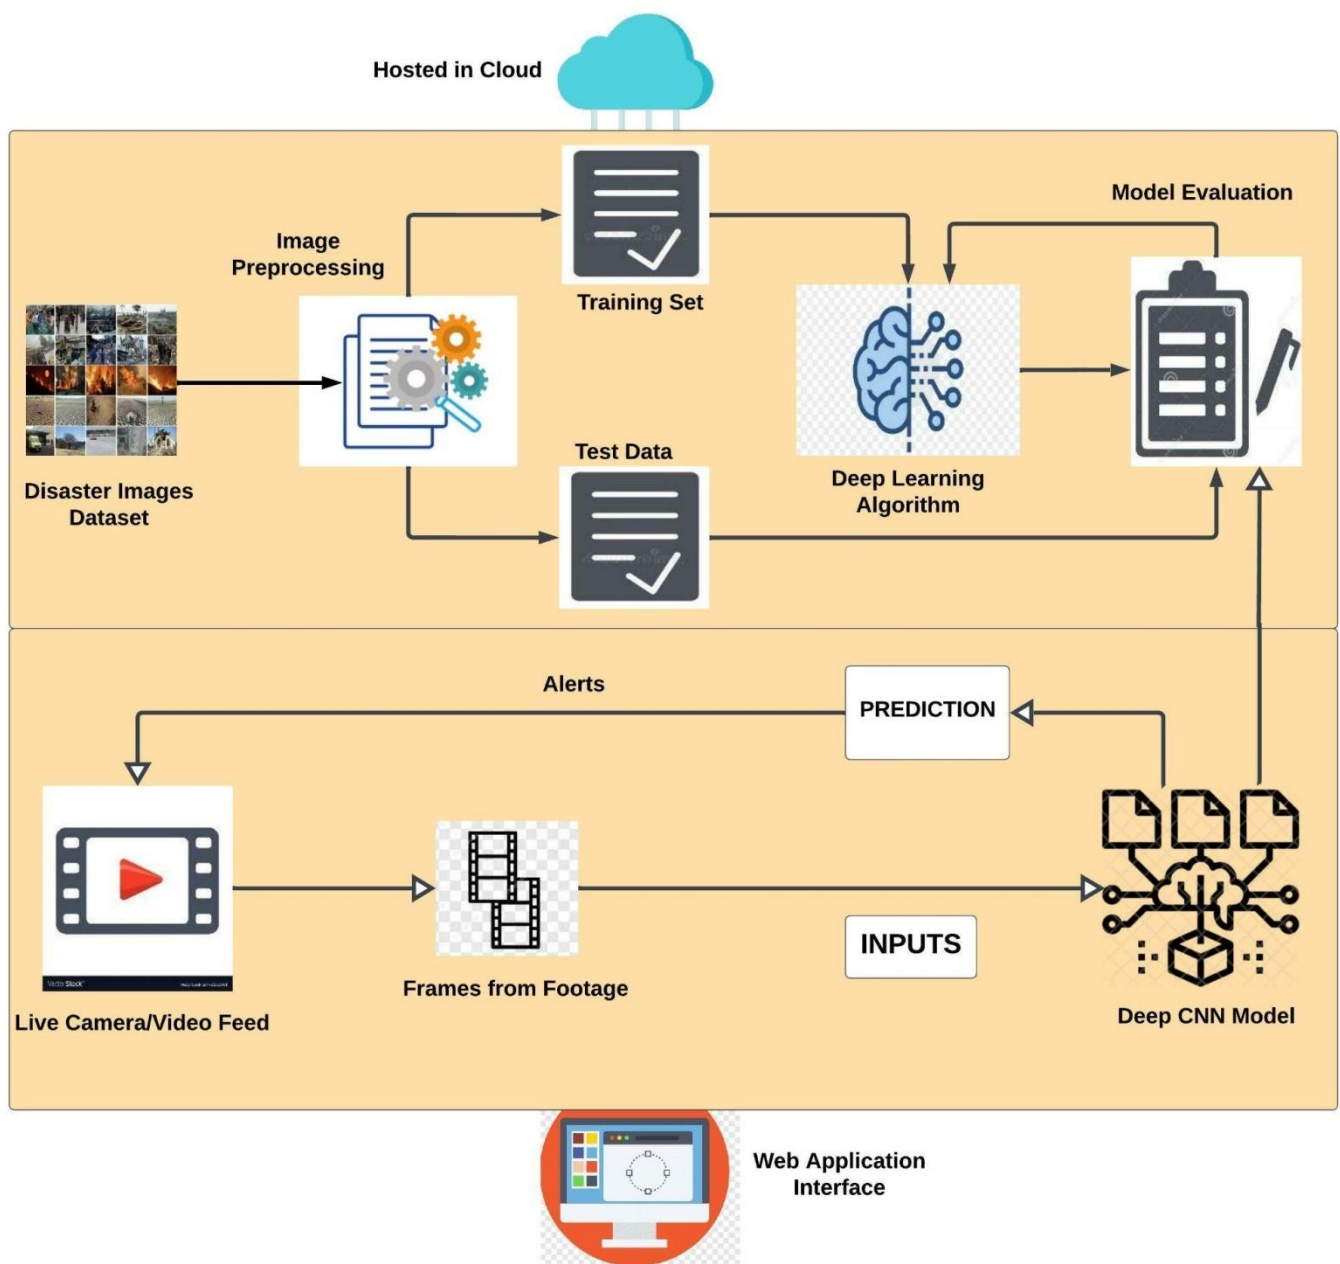 Hosted in Cloud
Model Evaluation
Image
Preprocessing
Training Set
Test Data
Disaster Images
Dataset
Deep Learning
Algorithm
Alerts
PREDICTION
INPUTS
Frames from Footage
VectorStock
Live Camera/Video Feed
Deep CNN Model
Web Application
Interface